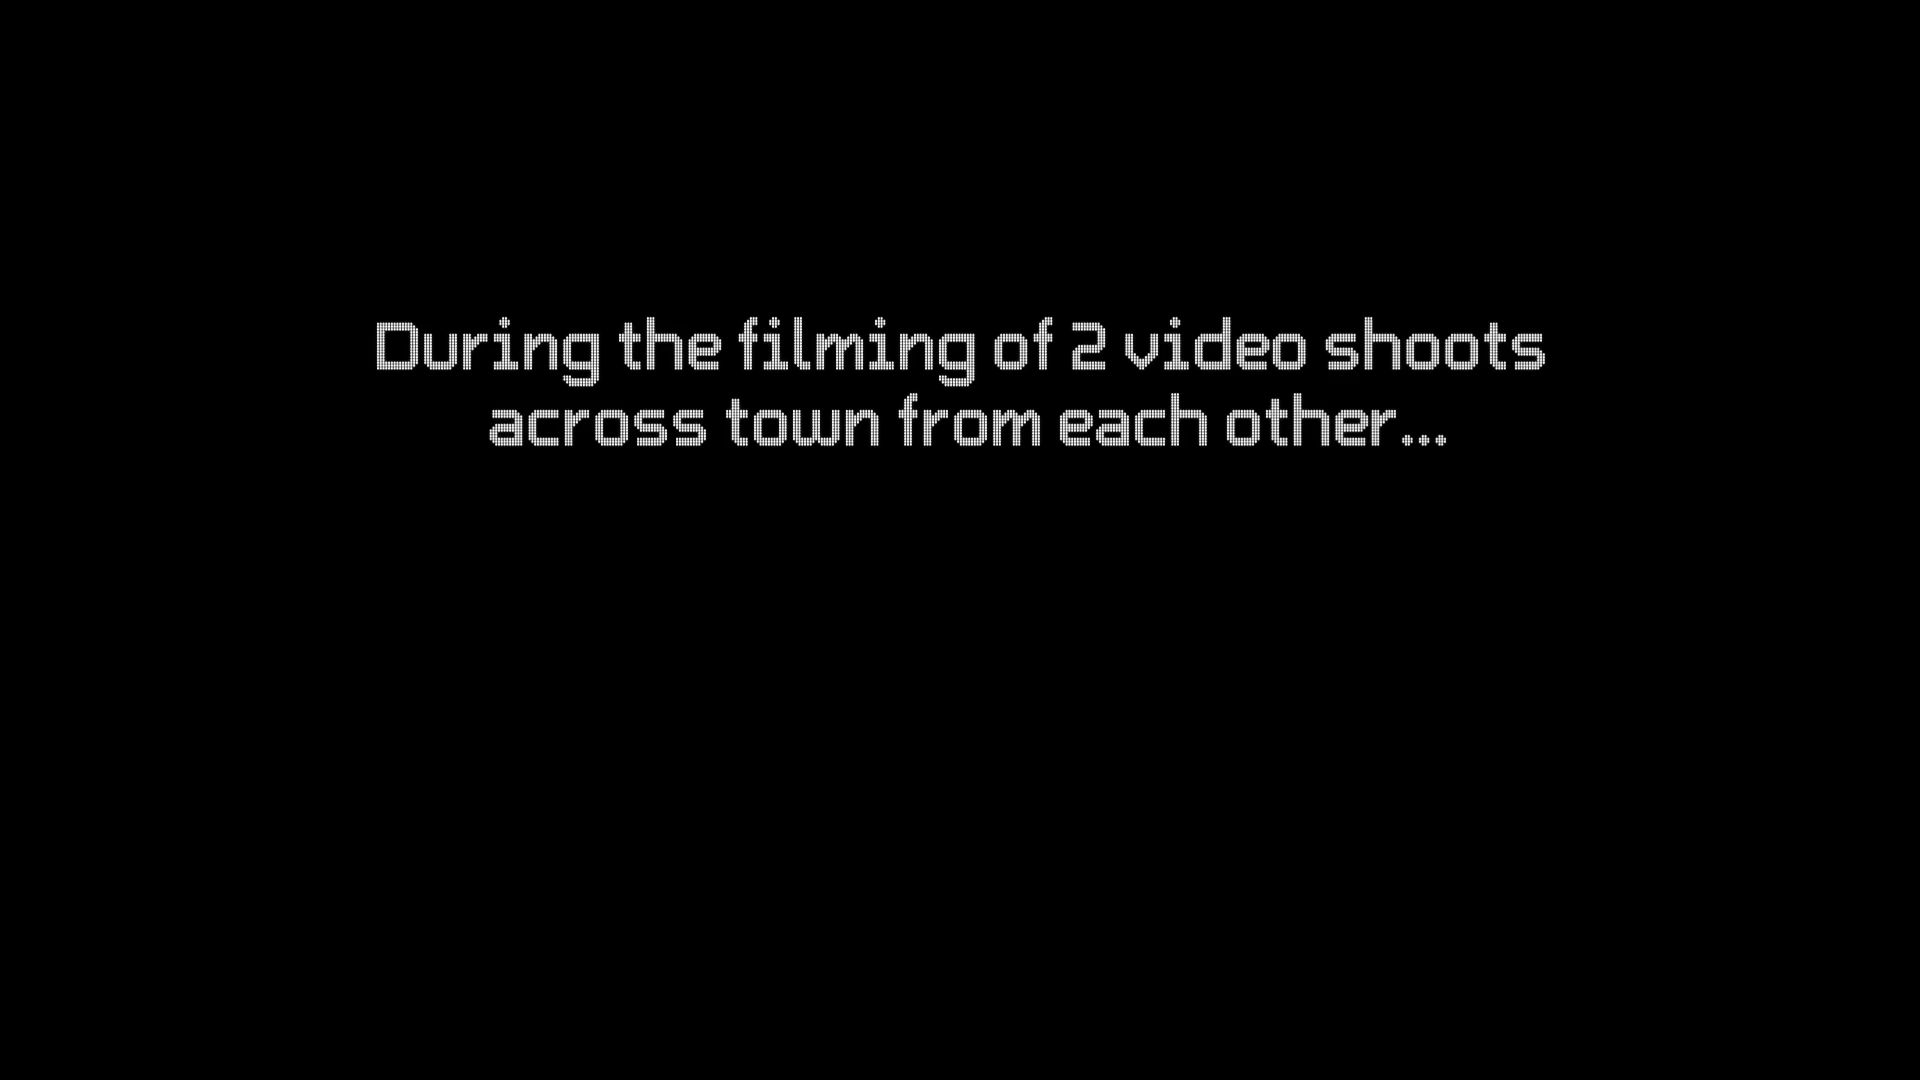 During the filming of 2 video shoots
across town from each other...